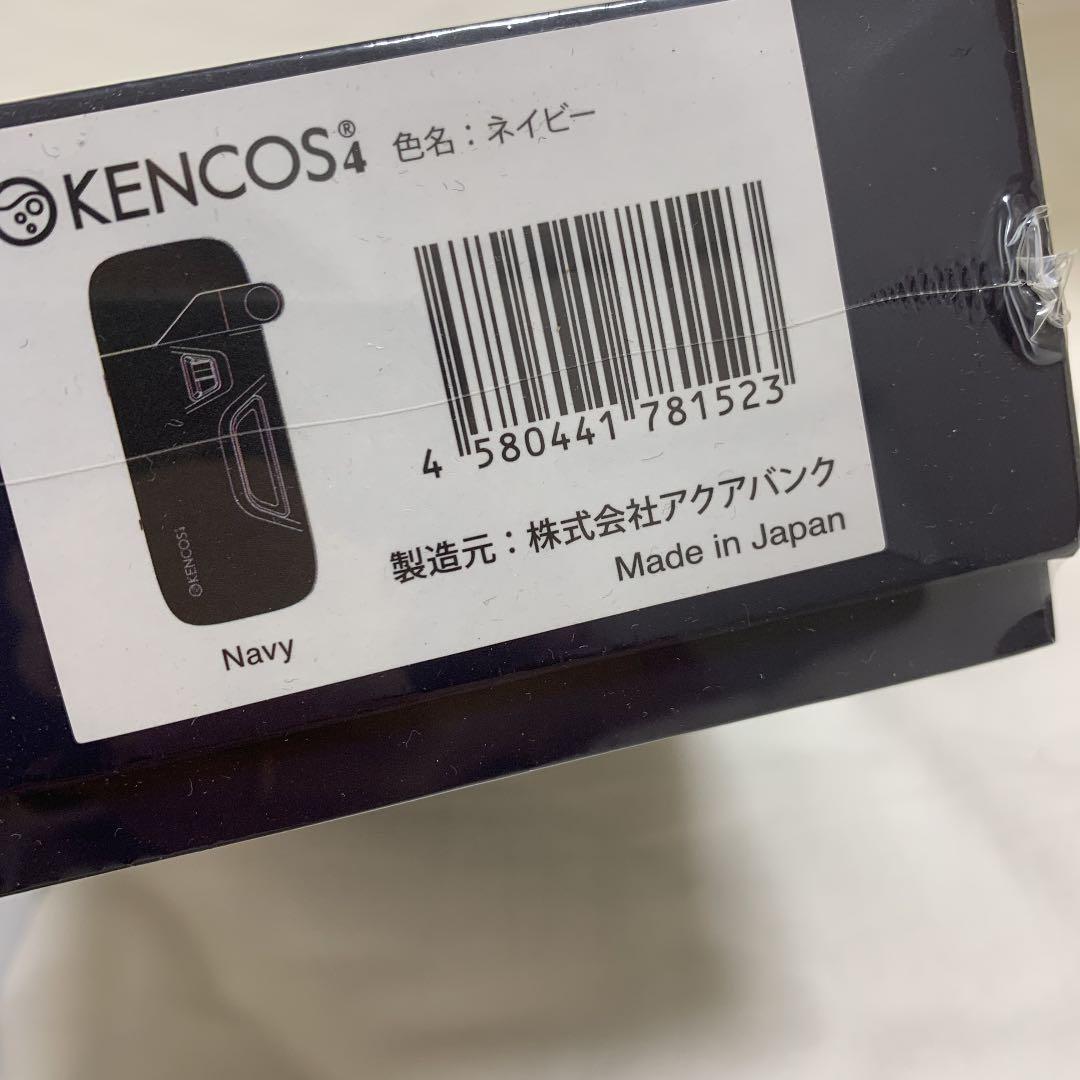 KENCOS®4 色名：ネイビー
4 580441 781523
製造元：株式会社アクアバンク
Made in Japan
KENCOS4
Navy